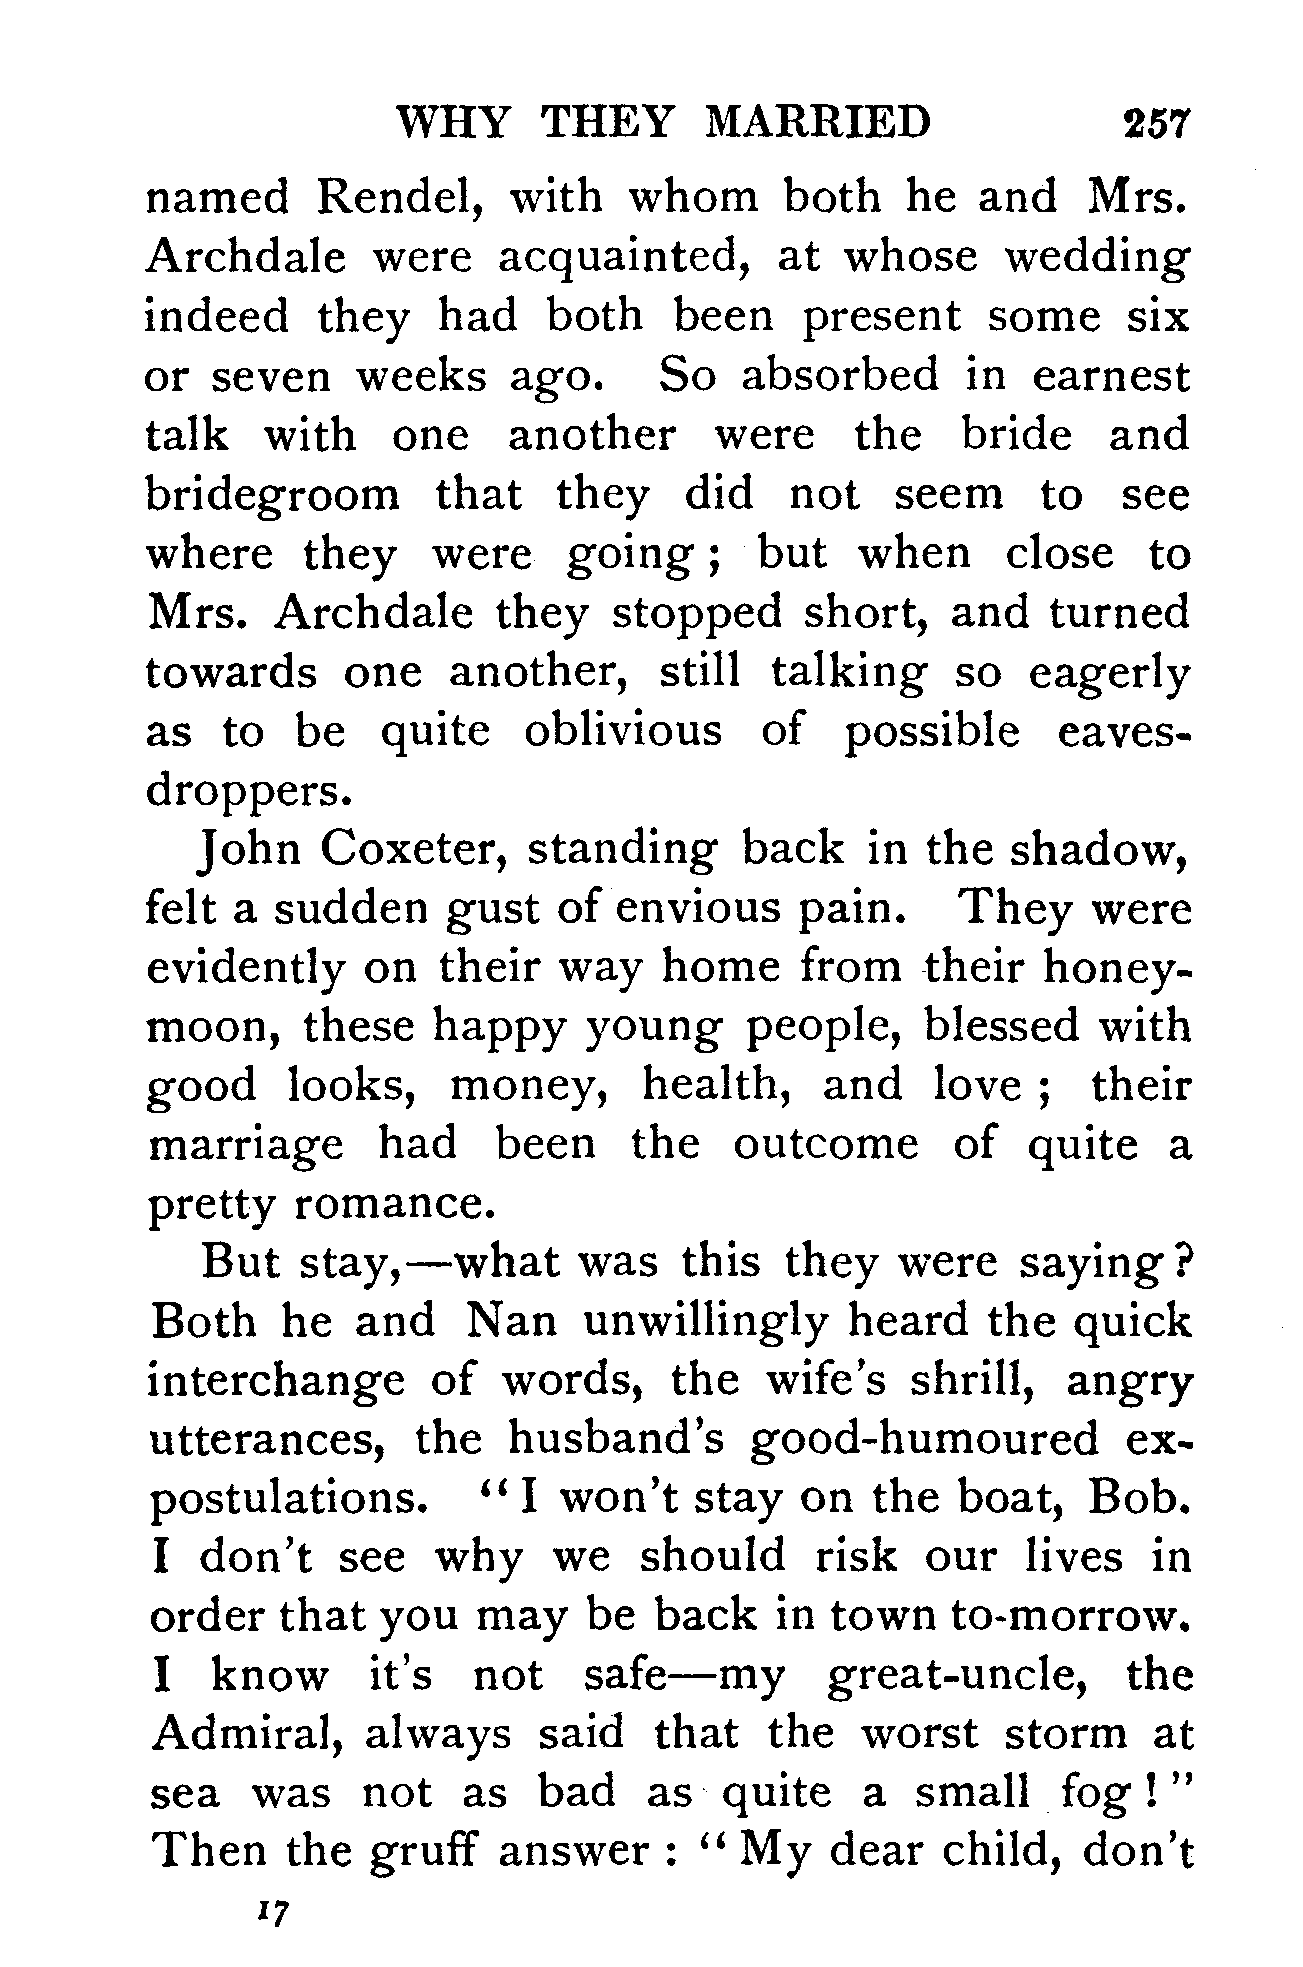 WHY THEY MARRIED 257
named Rendel, with whom both he and Mrs.
Archdale were acquainted, at whose wedding
indeed they had both been present some six
or seven weeks ago. So absorbed in earnest
talk with one another were the bride and
bridegroom that they did not seem to see
where they were going ; but when close to
Mrs. Archdale they stopped short, and turned
towards one another, still talking so eagerly
as to be quite oblivious of possible eaves-
droppers.
John Coxeter, standing back in the shadow,
felt a sudden gust of envious pain. They were
evidently on their way home from their honey-
moon, these happy young people, blessed with
good looks, money, health, and love ; their
marriage had been the outcome of quite a
pretty romance.
But stay,—what was this they were saying ?
Both he and Nan unwillingly heard the quick
interchange of words, the wife's shrill, angry
utterances, the husband's good-humoured ex-
postulations. “ I won't stay on the boat, Bob.
I don't see why we should risk our lives in
order that you may be back in town to-morrow.
I know it's not safe—my great-uncle, the
Admiral, always said that the worst storm at
sea was not as bad as quite a small fog ! ”
Then the gruff answer : “ My dear child, don't
17